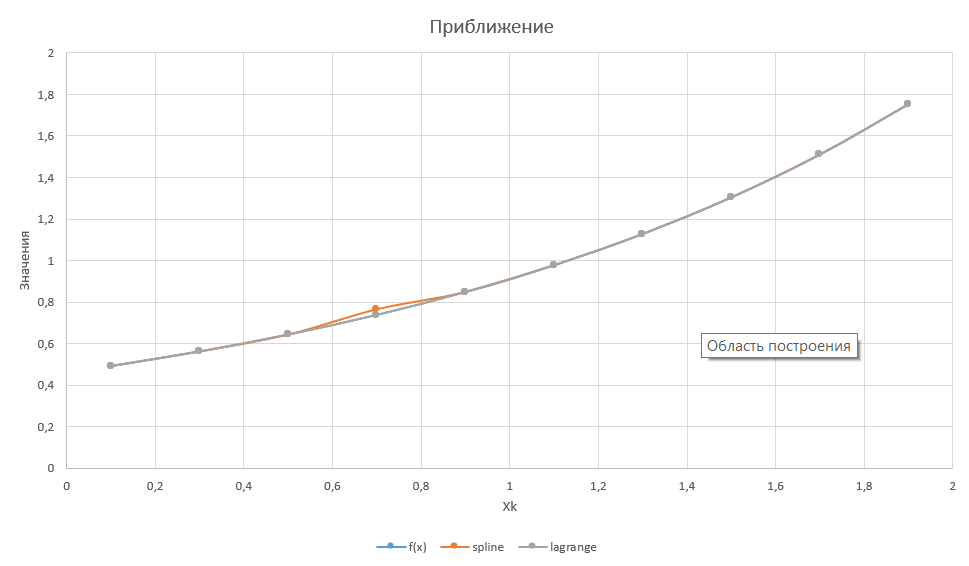 Приближение
2
1,8
1,6
1,4
1,2
1
0,8
0,6
0,4
0,2
0
Значения
Область построения
0 0,2 0,4 0,6 0,8 1 1,2 1,4 1,6 1,8 2
Xk
f(x) spline lagrange